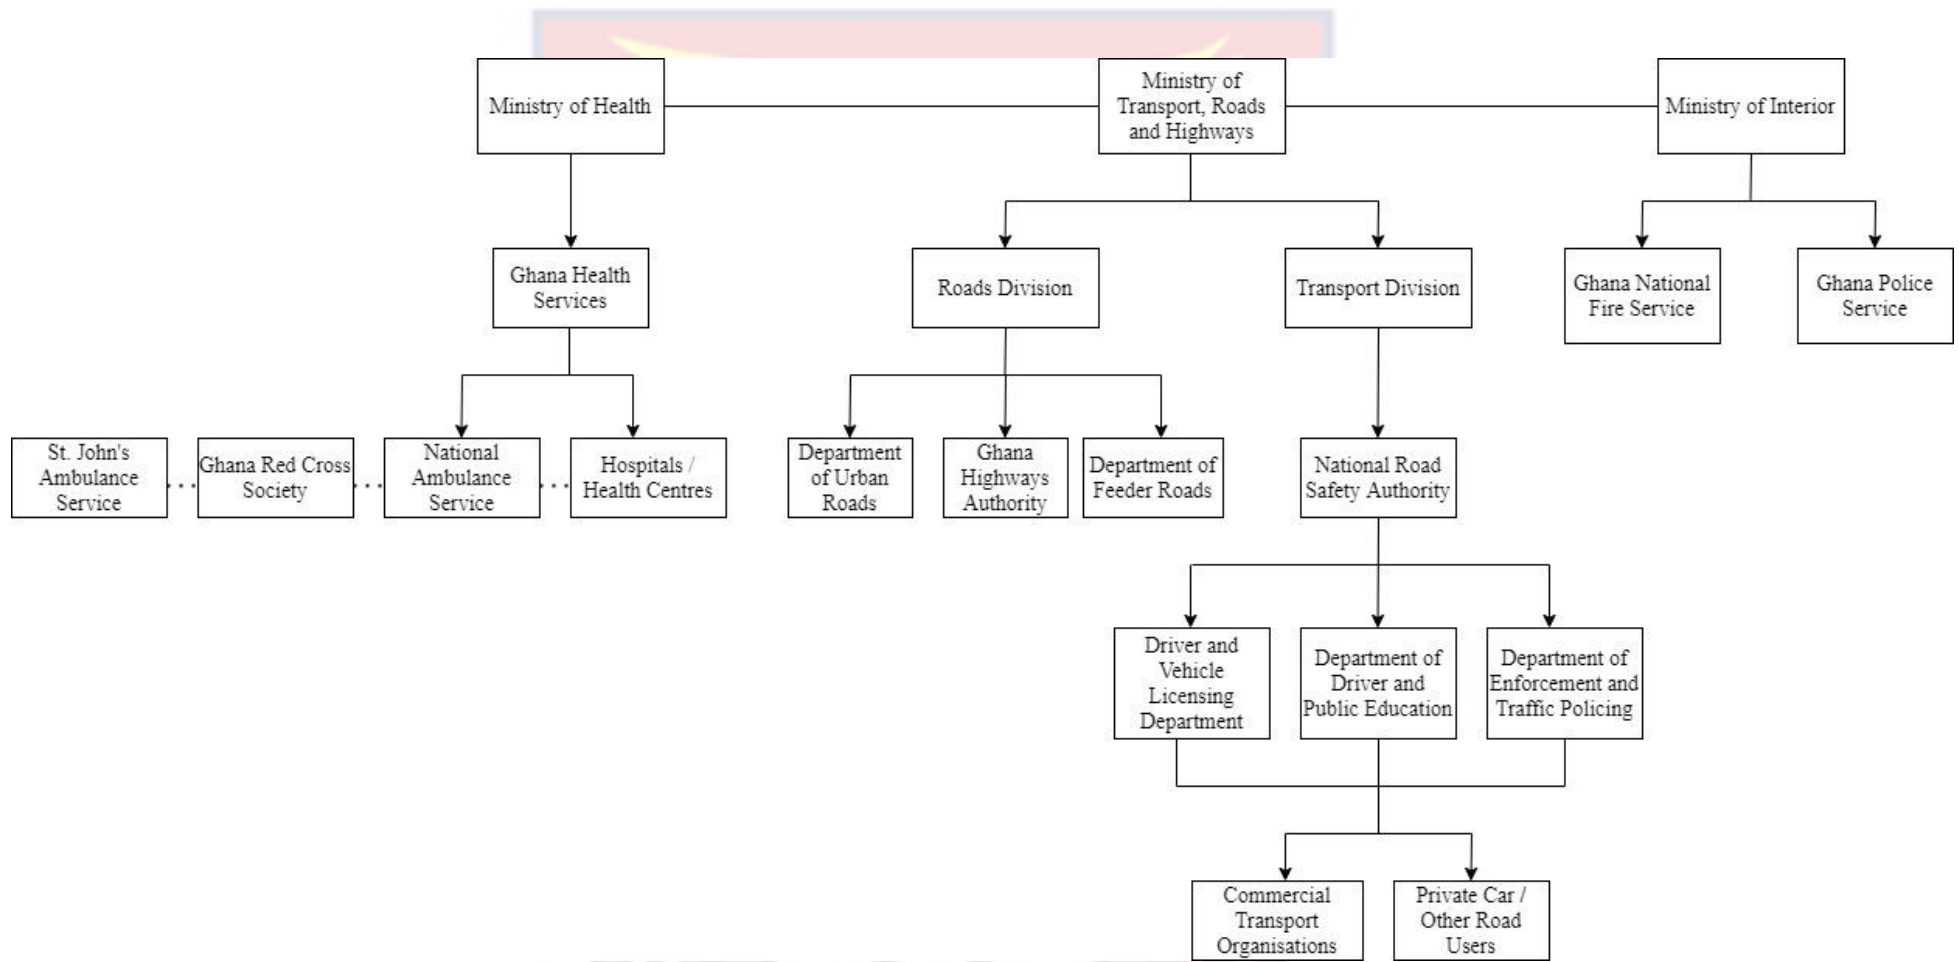 Ministry of Health
Ministry of
Transport, Roads
and Highways
Ministry of Interior
Ghana Health
Services
Roads Division
Transport Division
Ghana National
Fire Service
Ghana Police
Service
St. John's
Ambulance
Service
Ghana Red Cross
Society
National
Ambulance
Service
Hospitals /
Health Centres
Department
of Urban
Roads
Ghana
Highways
Authority
Department of
Feeder Roads
National Road
Safety Authority
Driver and
Vehicle
Licensing
Department
Department of
Driver and
Public Education
Department of
Enforcement and
Traffic Policing
Commercial
Transport
Organisations
Private Car /
Other Road
Users